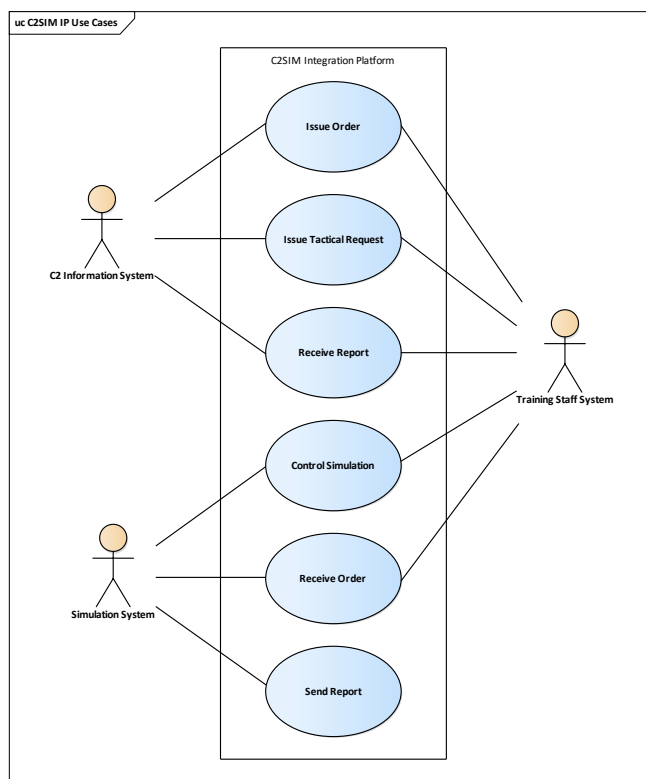 uc C2SIM IP Use Cases
C2SIM Integration Platform
Issue Order
Issue Tactical Request
C2 Information System
Receive Report
Training Staff System
Control Simulation
Receive Order
Simulation System
Send Report